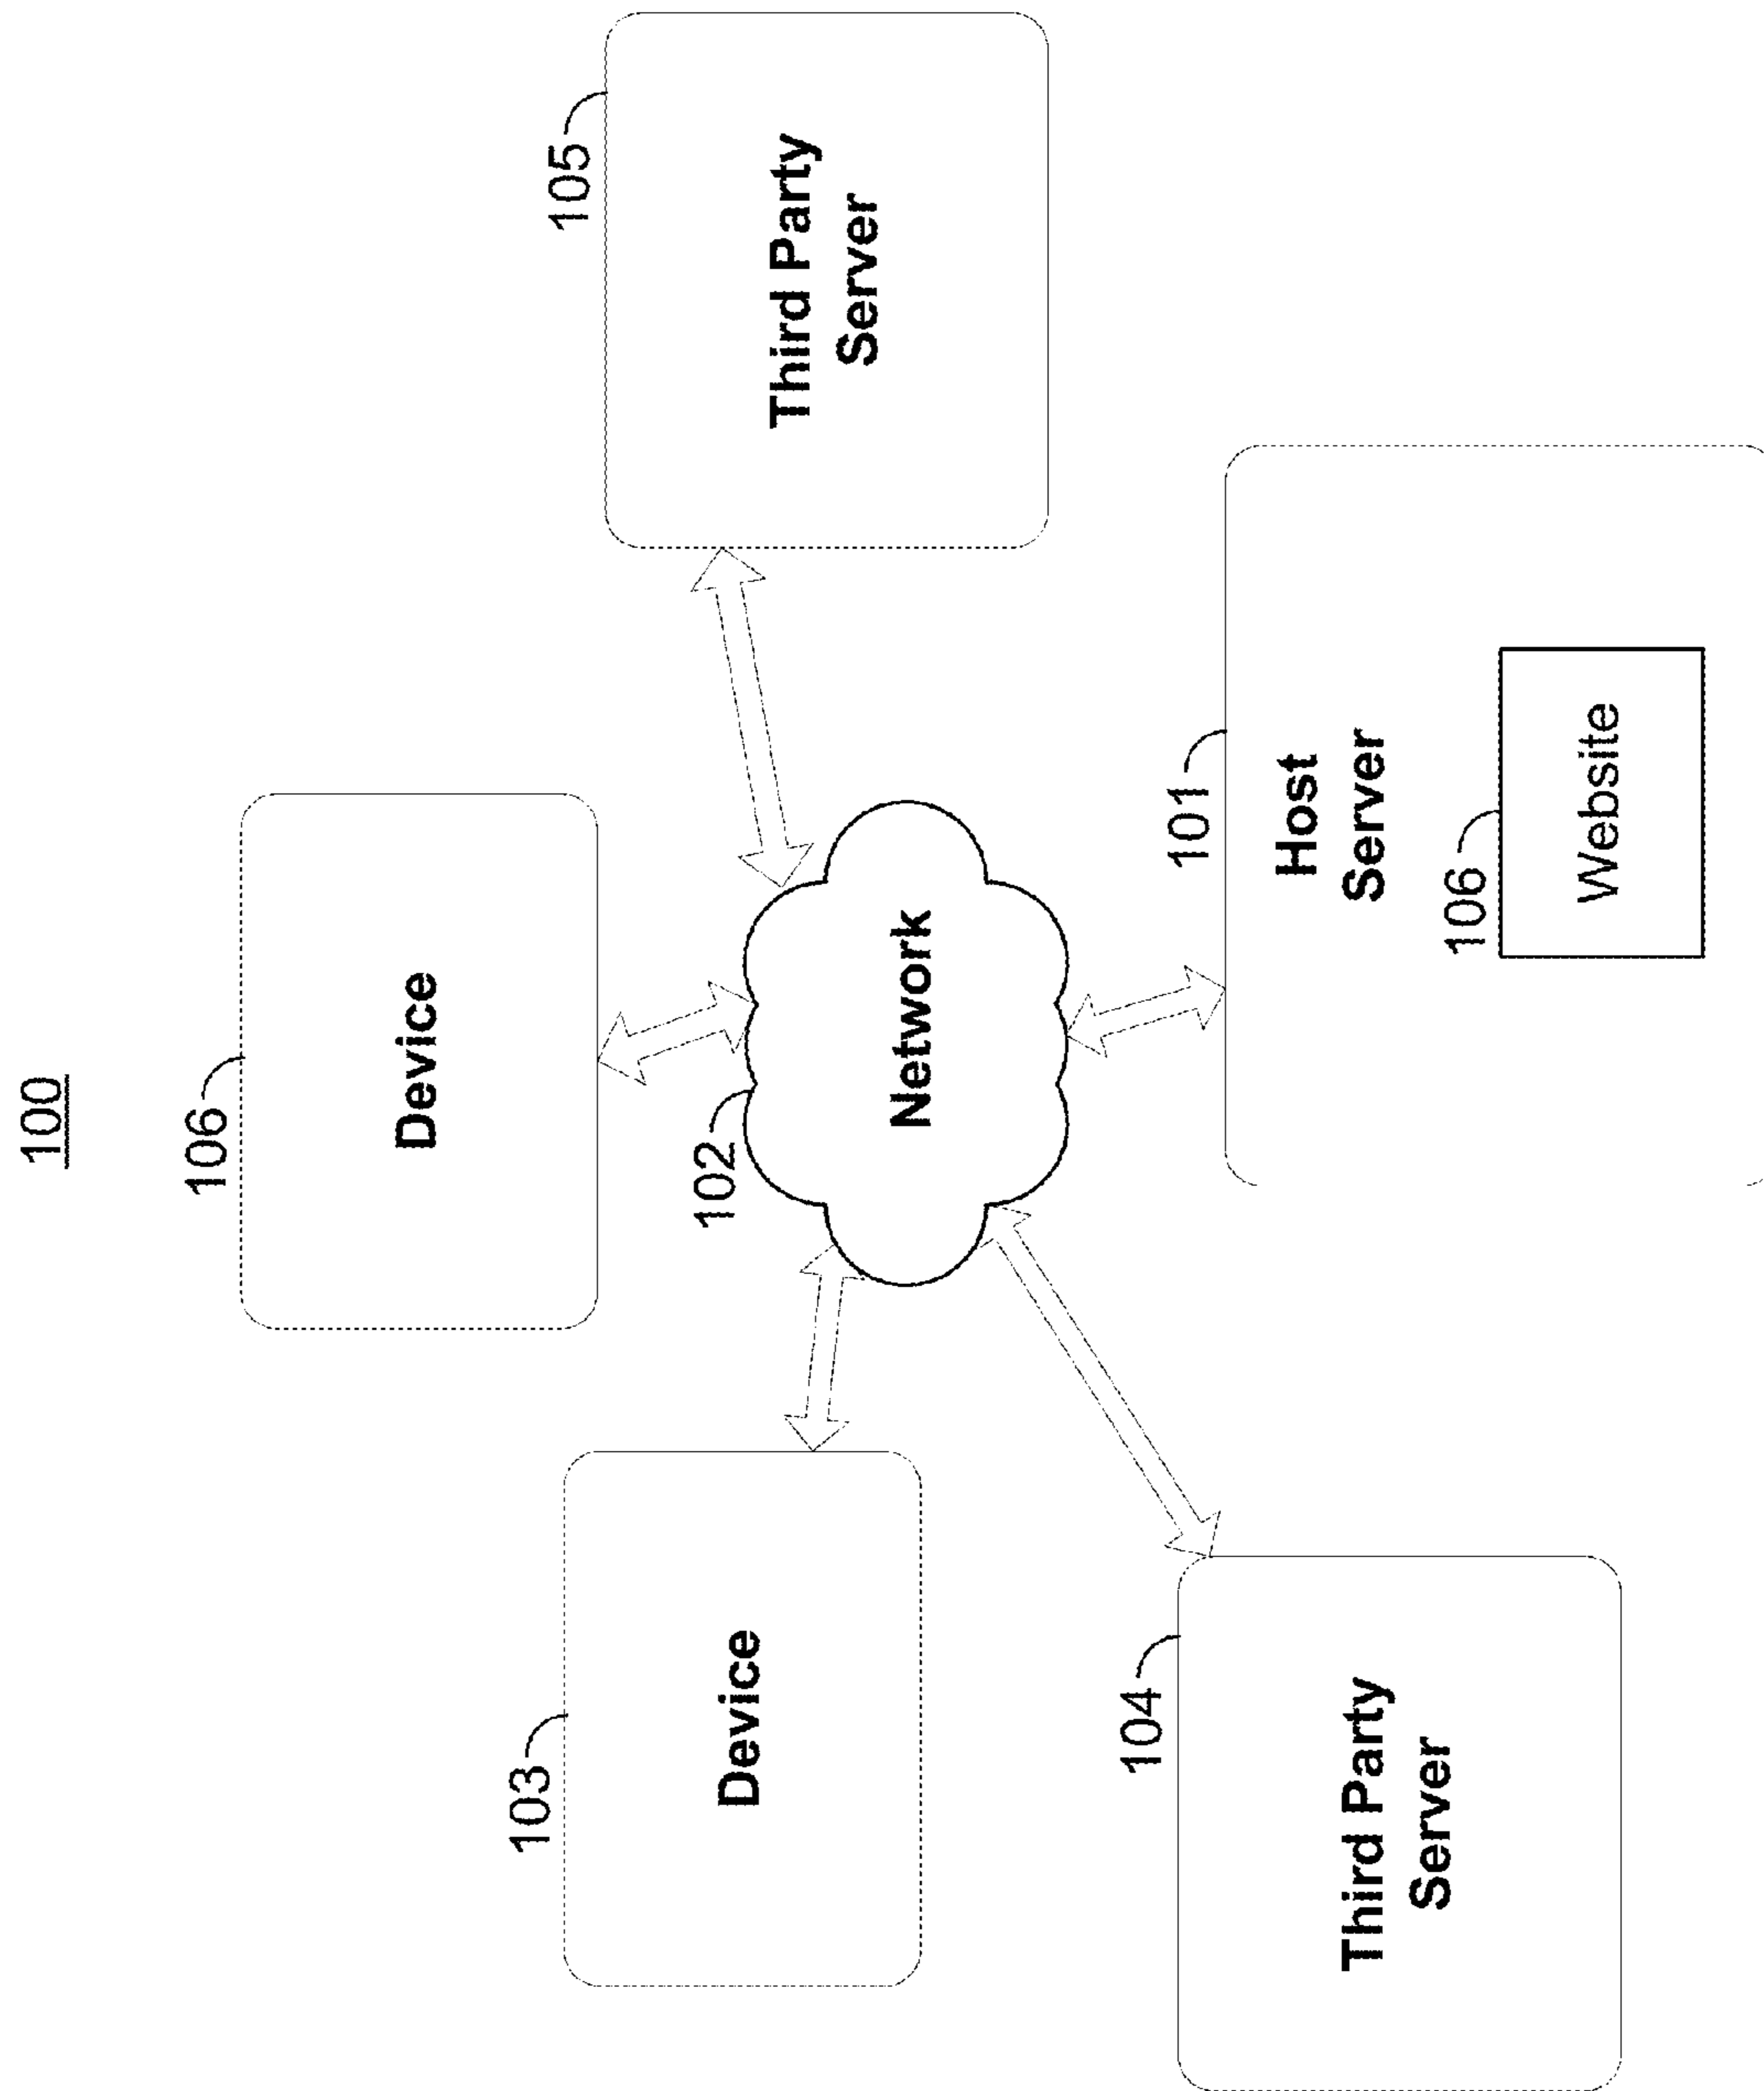 100
106
Device
103
Device
102
Network
105
Third Party
Server
104
Third Party
Server
101
Host
Server
106
Website